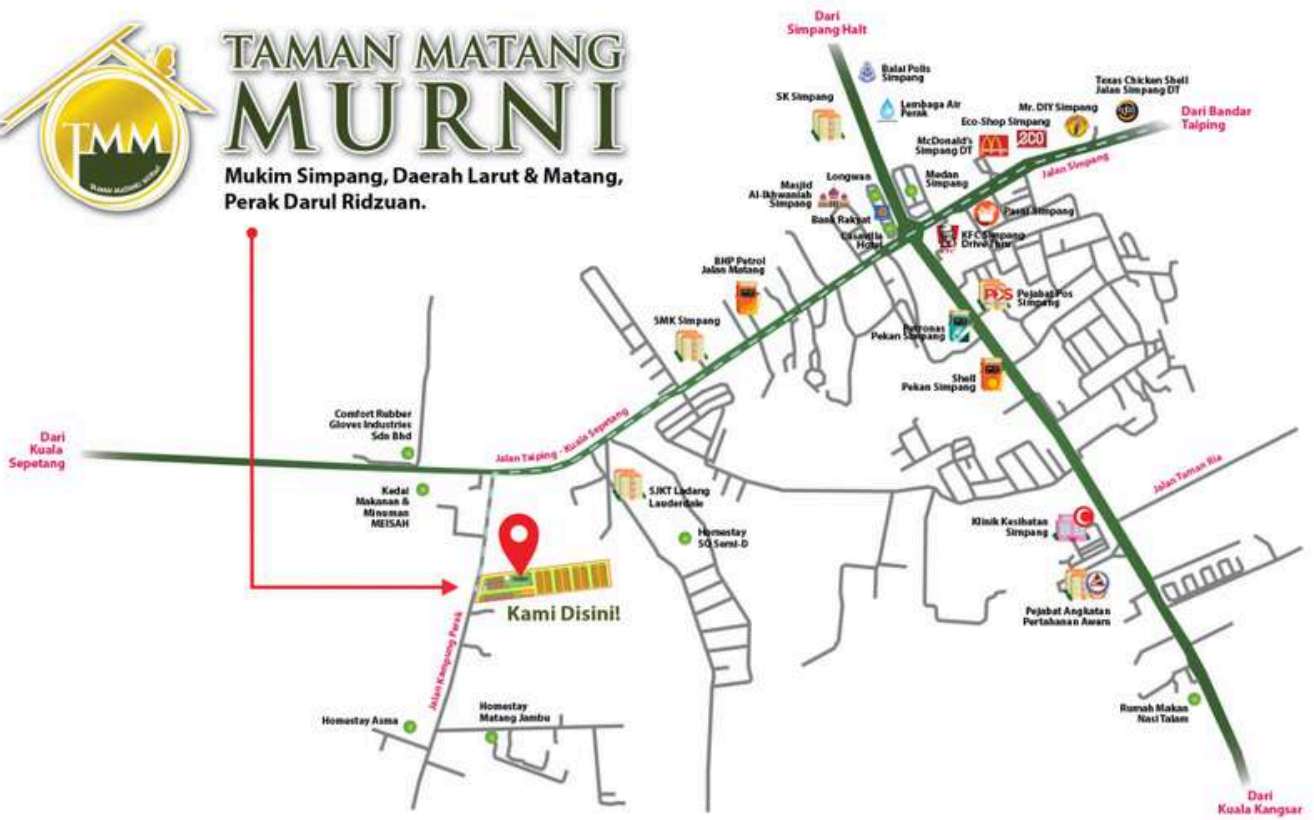 TAMAN MATANG
MURNI
TMM
TAMAN MATANG MURNI
Mukim Simpang, Daerah Larut & Matang,
Perak Darul Ridzuan.
Dari
Simpang Halt
Balai Polis
Simpang
SK Simpang
Lembaga Air
Perak
Texas Chicken Shell
Jalan Simpang DT
Mr. DIY Simpang
Eco-Shop Simpang
Dari Bandar
Taiping
McDonald's
Simpang DT
Jalan Simpang
Longwan
Medan
Simpang
Masjid
Al-Ikhwaniah
Simpang
Bank Rakyat
Casavilla
Hotel
Pasar Simpang
KFC Simpang
Drive Thru
BHP Petrol
Jalan Matang
POS
Pejabat Pos
Simpang
SMK Simpang
Petronas
Pekan Simpang
Shell
Pekan Simpang
Comfort Rubber
Gloves Industries
Sdn Bhd
Dari
Kuala
Sepetang
Jalan Taiping - Kuala Sepetang
Kedai
Makanan &
Minuman
MEISAH
SJKT Ladang
Lauderdale
Homestay
SQ Semi-D
Jalan Taman Ria
Klinik Kesihatan
Simpang
Kami Disini!
Pejabat Angkatan
Pertahanan Awam
Jalan Kampung Perak
Homestay Asma
Homestay
Matang Jambu
Rumah Makan
Nasi Talam
Dari
Kuala Kangsar